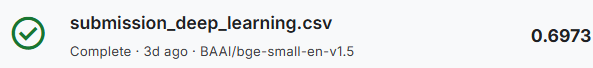 submission_deep_learning.csv
0.6973
Complete · 3d ago · BAAI/bge-small-en-v1.5